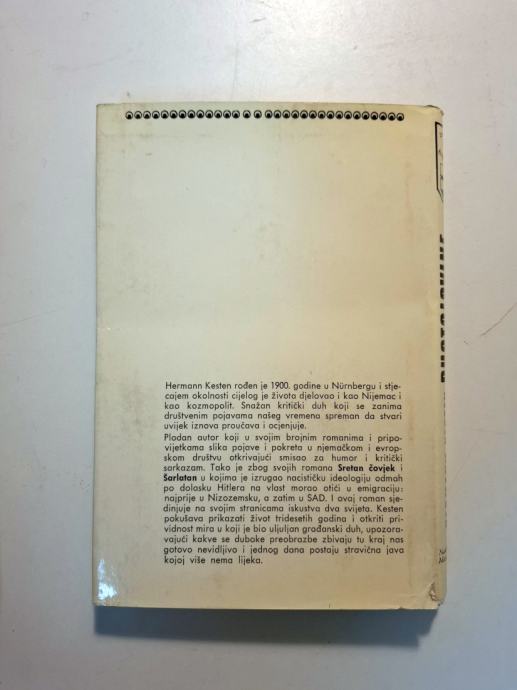 Hermann Kesten rođen je 1900. godine u Nürnbergu i stje-
cajem okolnosti cijelog je života djelovao i kao Nijemac i
kao kozmopolit. Snažan kritički duh koji se zanima
društvenim pojavama našeg vremena spreman da stvari
uvijek iznova proučava i ocjenjuje.
Plodan autor koji u svojim brojnim romanima i pripo-
vijetkama slika pojave i pokreta u njemačkom i evrop-
skom društvu otkrivajući smisao za humor i kritički
sarkazam. Tako je zbog svojih romana Sretan čovjek i
Šarlatan u kojima je izrugao nacističku ideologiju odmah
po dolasku Hitlera na vlast morao otići u emigraciju:
najprije u Nizozemsku, a zatim u SAD. I ovaj roman sje-
dinjuje na svojim stranicama iskustva dva svijeta. Kesten
pokušava prikazati život tridesetih godina i otkriti pri-
vidnost mira u koji je bio uljuljan građanski duh, upozora-
vajući kakve se duboke preobrazbe zbivaju tu kraj nas
gotovo nevidljivo i jednog dana postaju stravična java
kojoj više nema lijeka.